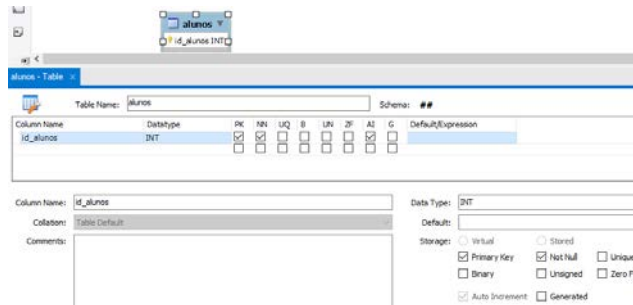 alunos
id_alunos INT
alunos - Table
Table Name: alunos Schema: ##
Column Name Datatype PK NN UQ B UN ZF AI G Default/Expression
id_alunos INT
Column Name: id_alunos Data Type: INT
Collation: Table Default Default:
Comments: Storage: Virtual Stored
Primary Key Not Null Unique
Binary Unsigned Zero F
Auto Increment Generated